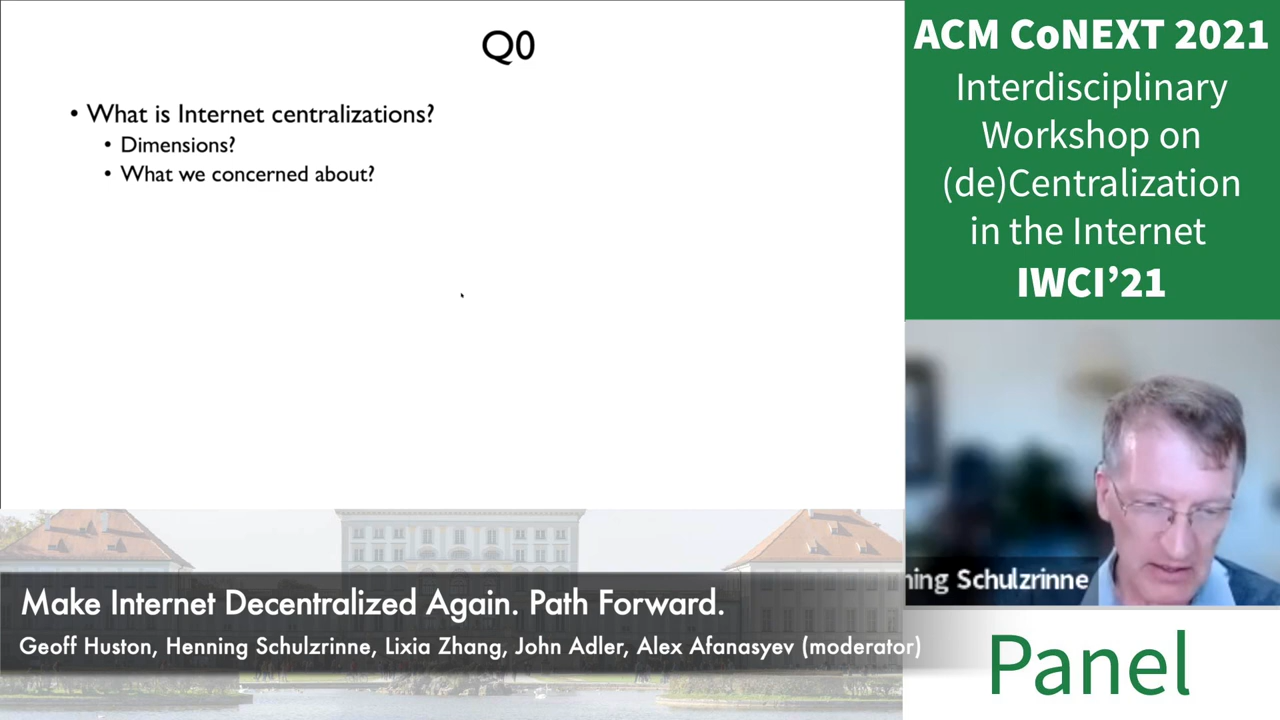 Q0
• What is Internet centralizations?
• Dimensions?
• What we concerned about?
ACM CoNEXT 2021
Interdisciplinary
Workshop on
(de)Centralization
in the Internet
IWCI’21
ning Schulzrinne
Make Internet Decentralized Again. Path Forward.
Geoff Huston, Henning Schulzrinne, Lixia Zhang, John Adler, Alex Afanasyev (moderator)
Panel